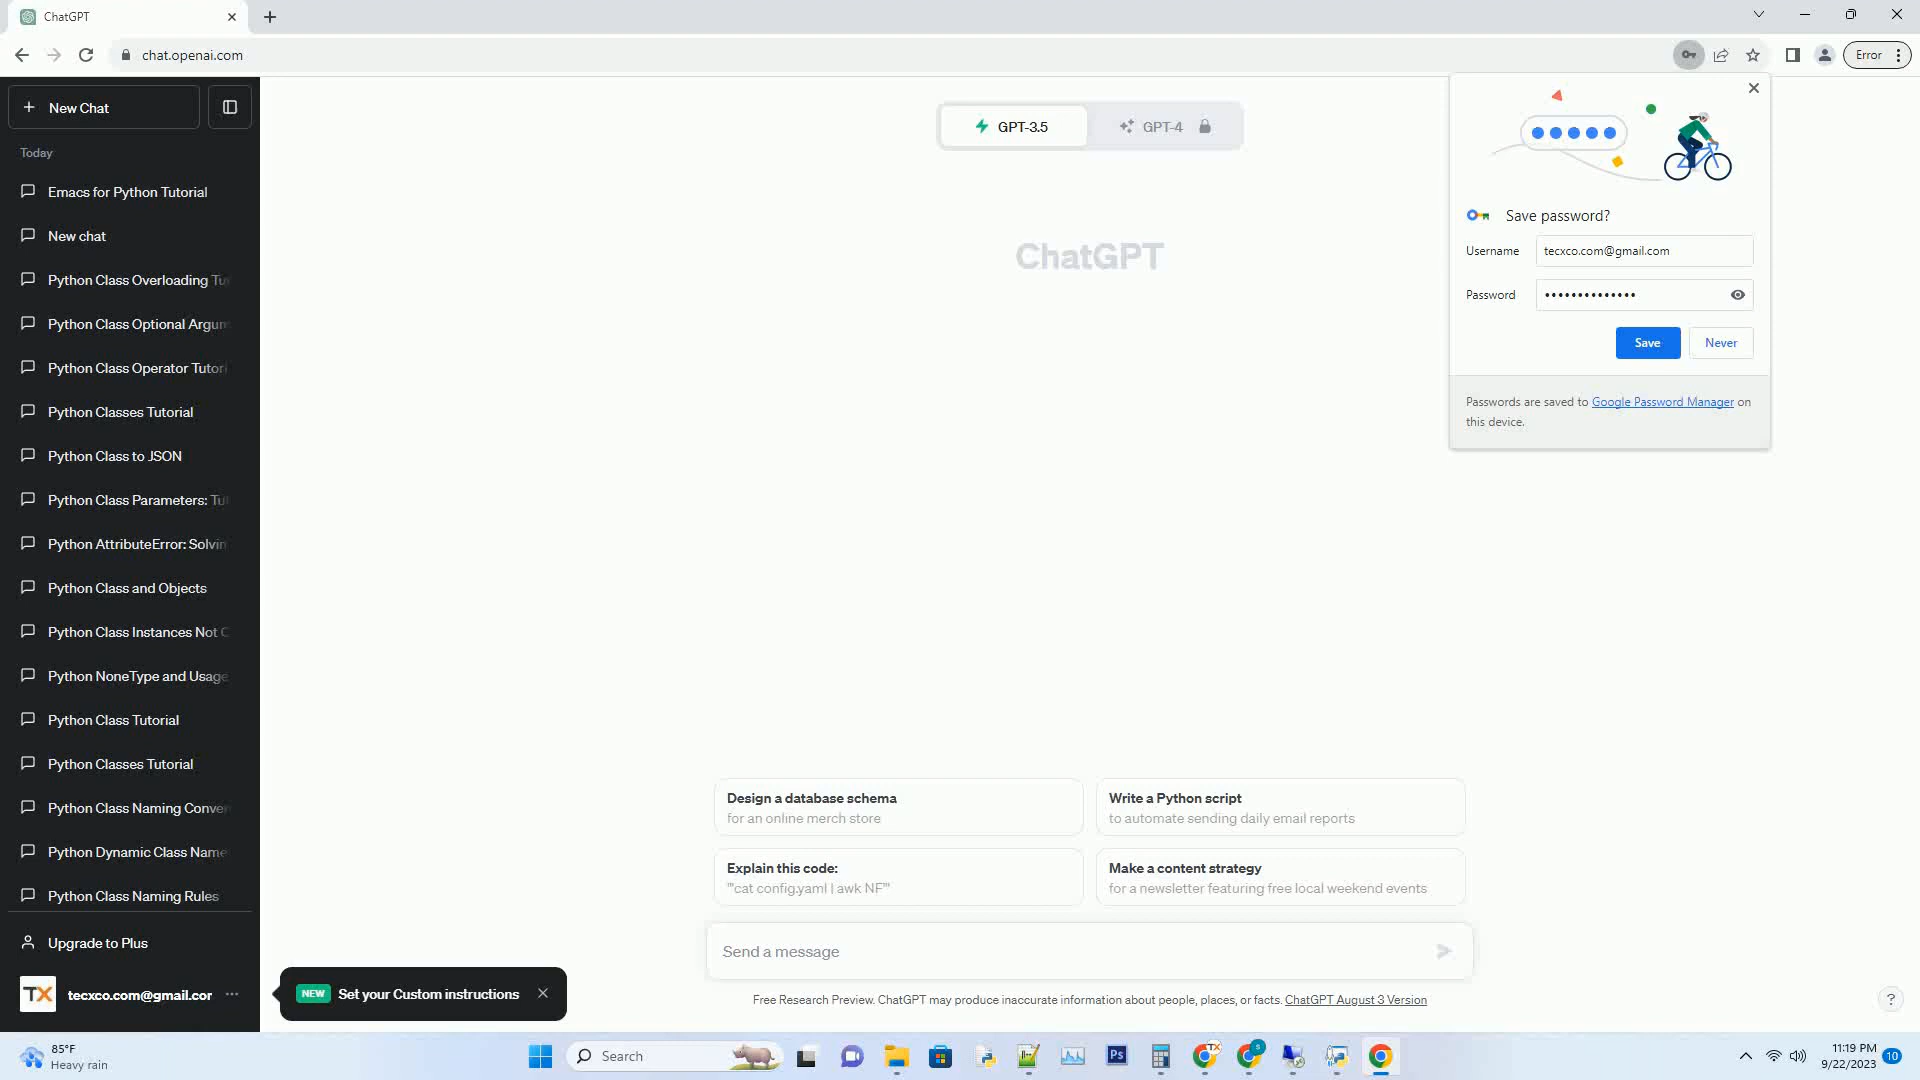 ChatGPT
chat.openai.com
Error
New Chat
Today
Emacs for Python Tutorial
New chat
Python Class Overloading Tu
Python Class Optional Argum
Python Class Operator Tutori
Python Classes Tutorial
Python Class to JSON
Python Class Parameters: Tu
Python AttributeError: Solvin
Python Class and Objects
Python Class Instances Not C
Python NoneType and Usage
Python Class Tutorial
Python Classes Tutorial
Python Class Naming Conven
Python Dynamic Class Name
Python Class Naming Rules
Upgrade to Plus
TX tecxco.com@gmail.cor
NEW Set your Custom instructions
GPT-3.5
GPT-4
ChatGPT
Save password?
Username tecxco.com@gmail.com
Password
Save Never
Passwords are saved to Google Password Manager on
this device.
Design a database schema
for an online merch store
Write a Python script
to automate sending daily email reports
Explain this code:
"'cat config.yaml | awk NF'"
Make a content strategy
for a newsletter featuring free local weekend events
Send a message
Free Research Preview. ChatGPT may produce inaccurate information about people, places, or facts. ChatGPT August 3 Version
?
85°F
Heavy rain
Search
Ps
TX
s
11:19 PM
9/22/2023
10